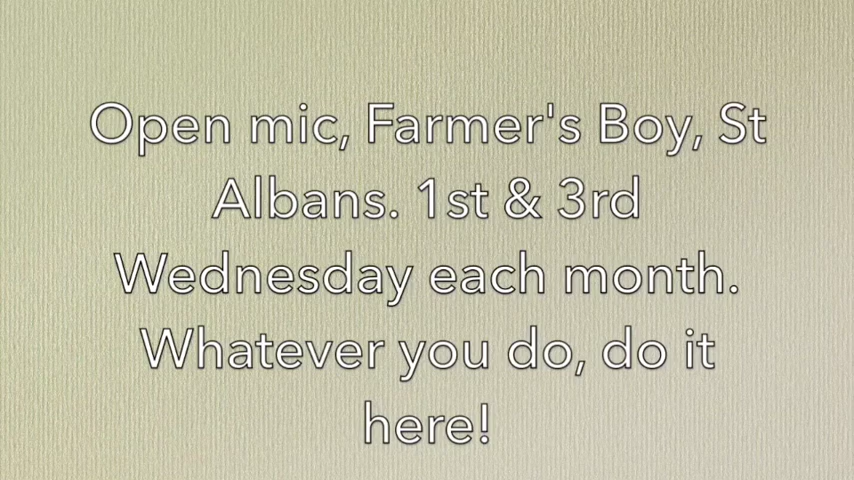 Open mic, Farmer's Boy, St
Albans. 1st & 3rd
Wednesday each month.
Whatever you do, do it
here!